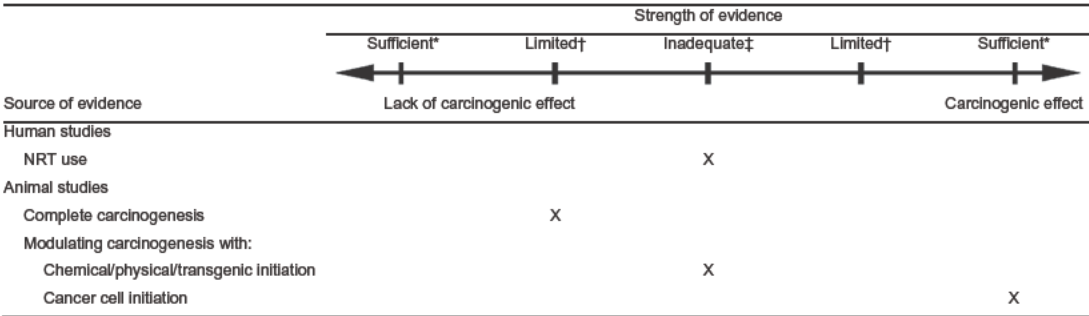 Strength of evidence
Sufficient* Limited† Inadequate‡ Limited† Sufficient*
Source of evidence Lack of carcinogenic effect Carcinogenic effect
Human studies
NRT use X
Animal studies
Complete carcinogenesis X
Modulating carcinogenesis with:
Chemical/physical/transgenic initiation X
Cancer cell initiation X